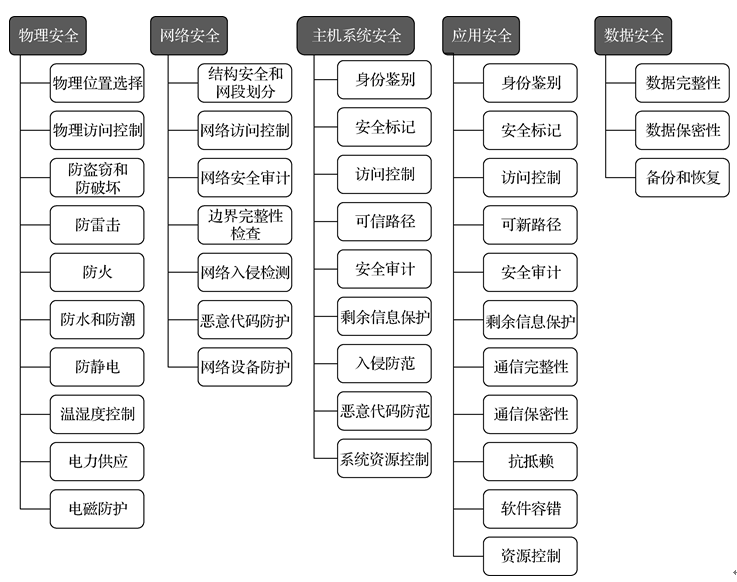 物理安全
物理位置选择
物理访问控制
防盗窃和
防破坏
防雷击
防火
防水和防潮
防静电
温湿度控制
电力供应
电磁防护
网络安全
结构安全和
网段划分
网络访问控制
网络安全审计
边界完整性
检查
网络入侵检测
恶意代码防护
网络设备防护
主机系统安全
身份鉴别
安全标记
访问控制
可信路径
安全审计
剩余信息保护
入侵防范
恶意代码防范
系统资源控制
应用安全
身份鉴别
安全标记
访问控制
可新路径
安全审计
剩余信息保护
通信完整性
通信保密性
抗抵赖
软件容错
资源控制
数据安全
数据完整性
数据保密性
备份和恢复